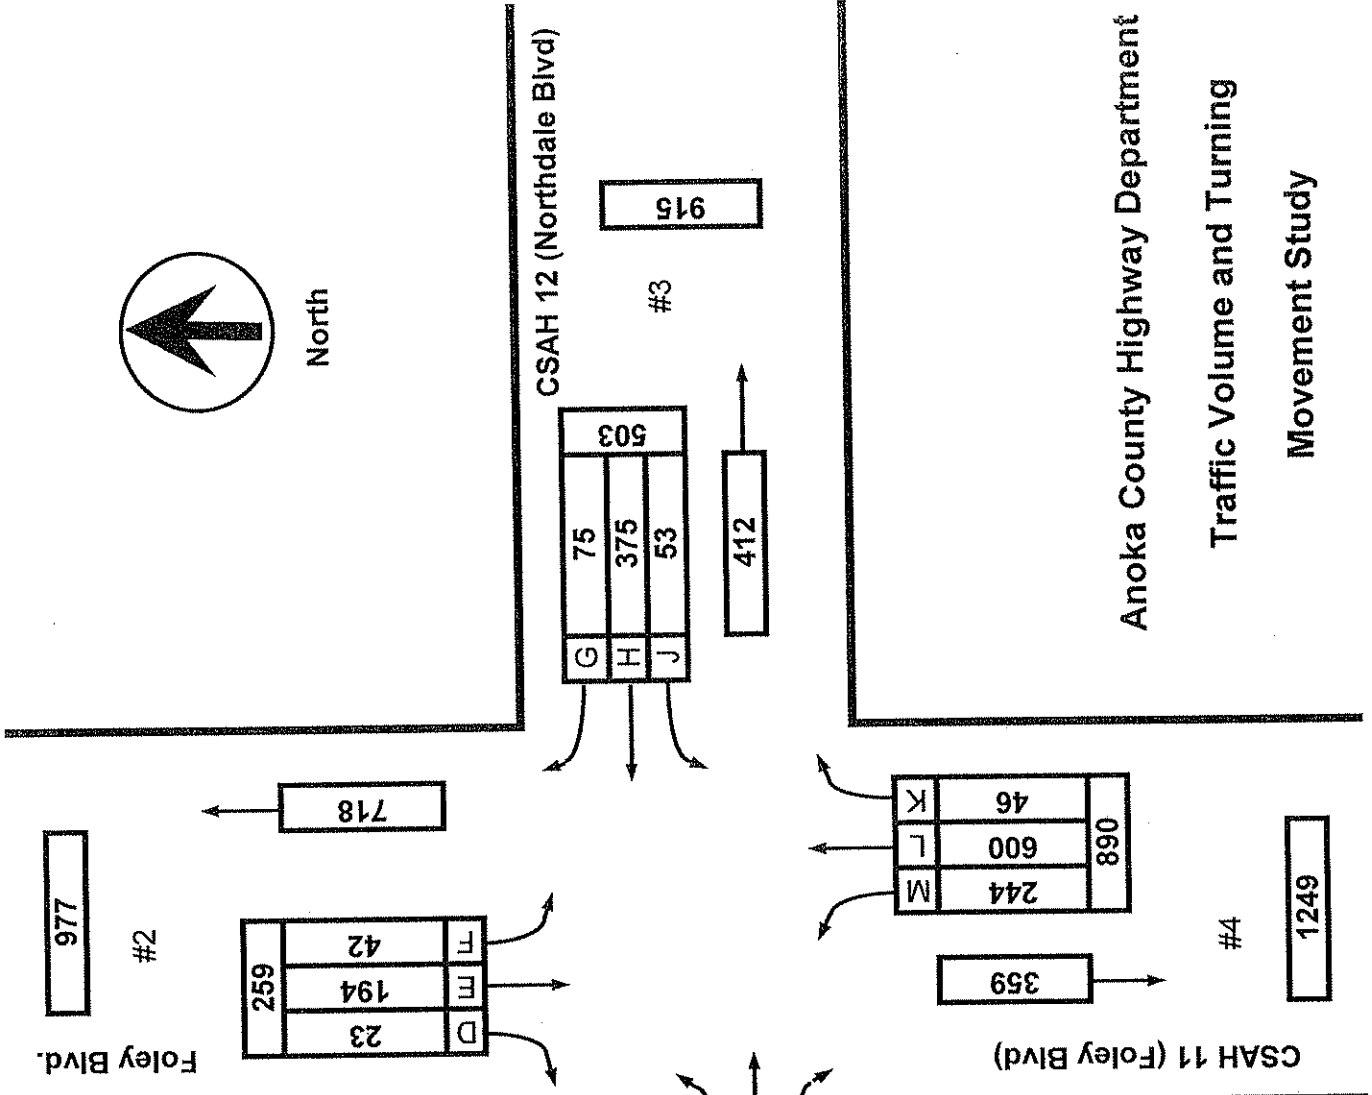 977
#2
Foley Blvd.
259
23
194
42
D
E
F
718
North
CSAH 12 (Northdale Blvd)
915
#3
503
G
75
H
375
J
53
412
K
46
L
600
M
244
890
359
#4
1249
CSAH 11 (Foley Blvd)
Anoka County Highway Department
Traffic Volume and Turning
Movement Study